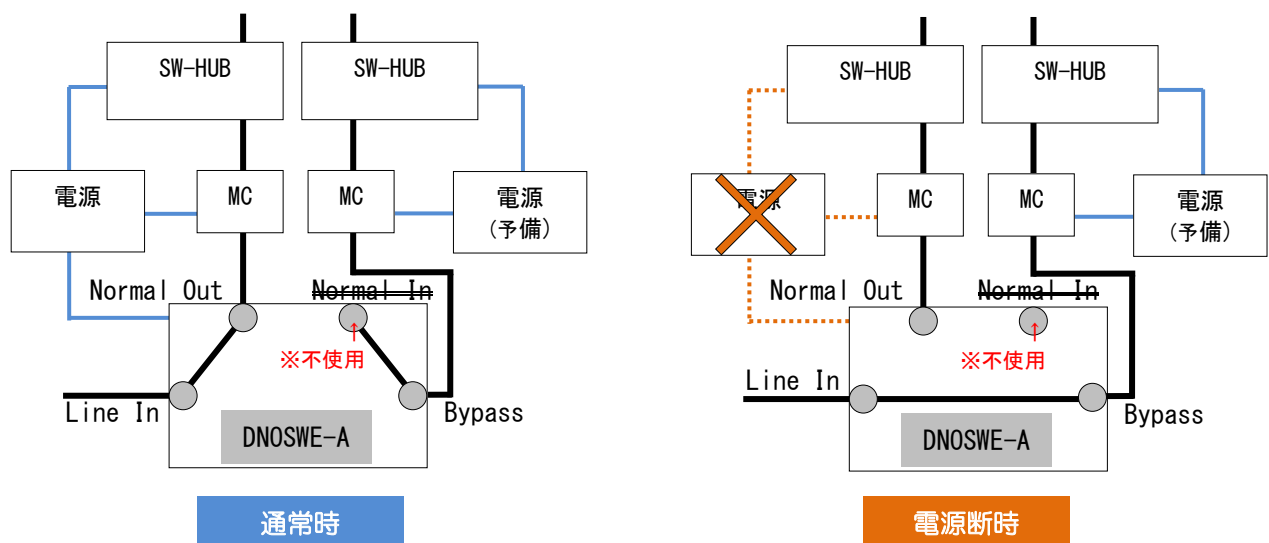 SW-HUB
SW-HUB
電源
MC
MC
電源
(予備)
Normal Out
Normal In
※不使用
Line In
Bypass
DNOSWE-A
通常時
SW-HUB
SW-HUB
電源
MC
MC
電源
(予備)
Normal Out
Normal In
※不使用
Line In
Bypass
DNOSWE-A
電源断時